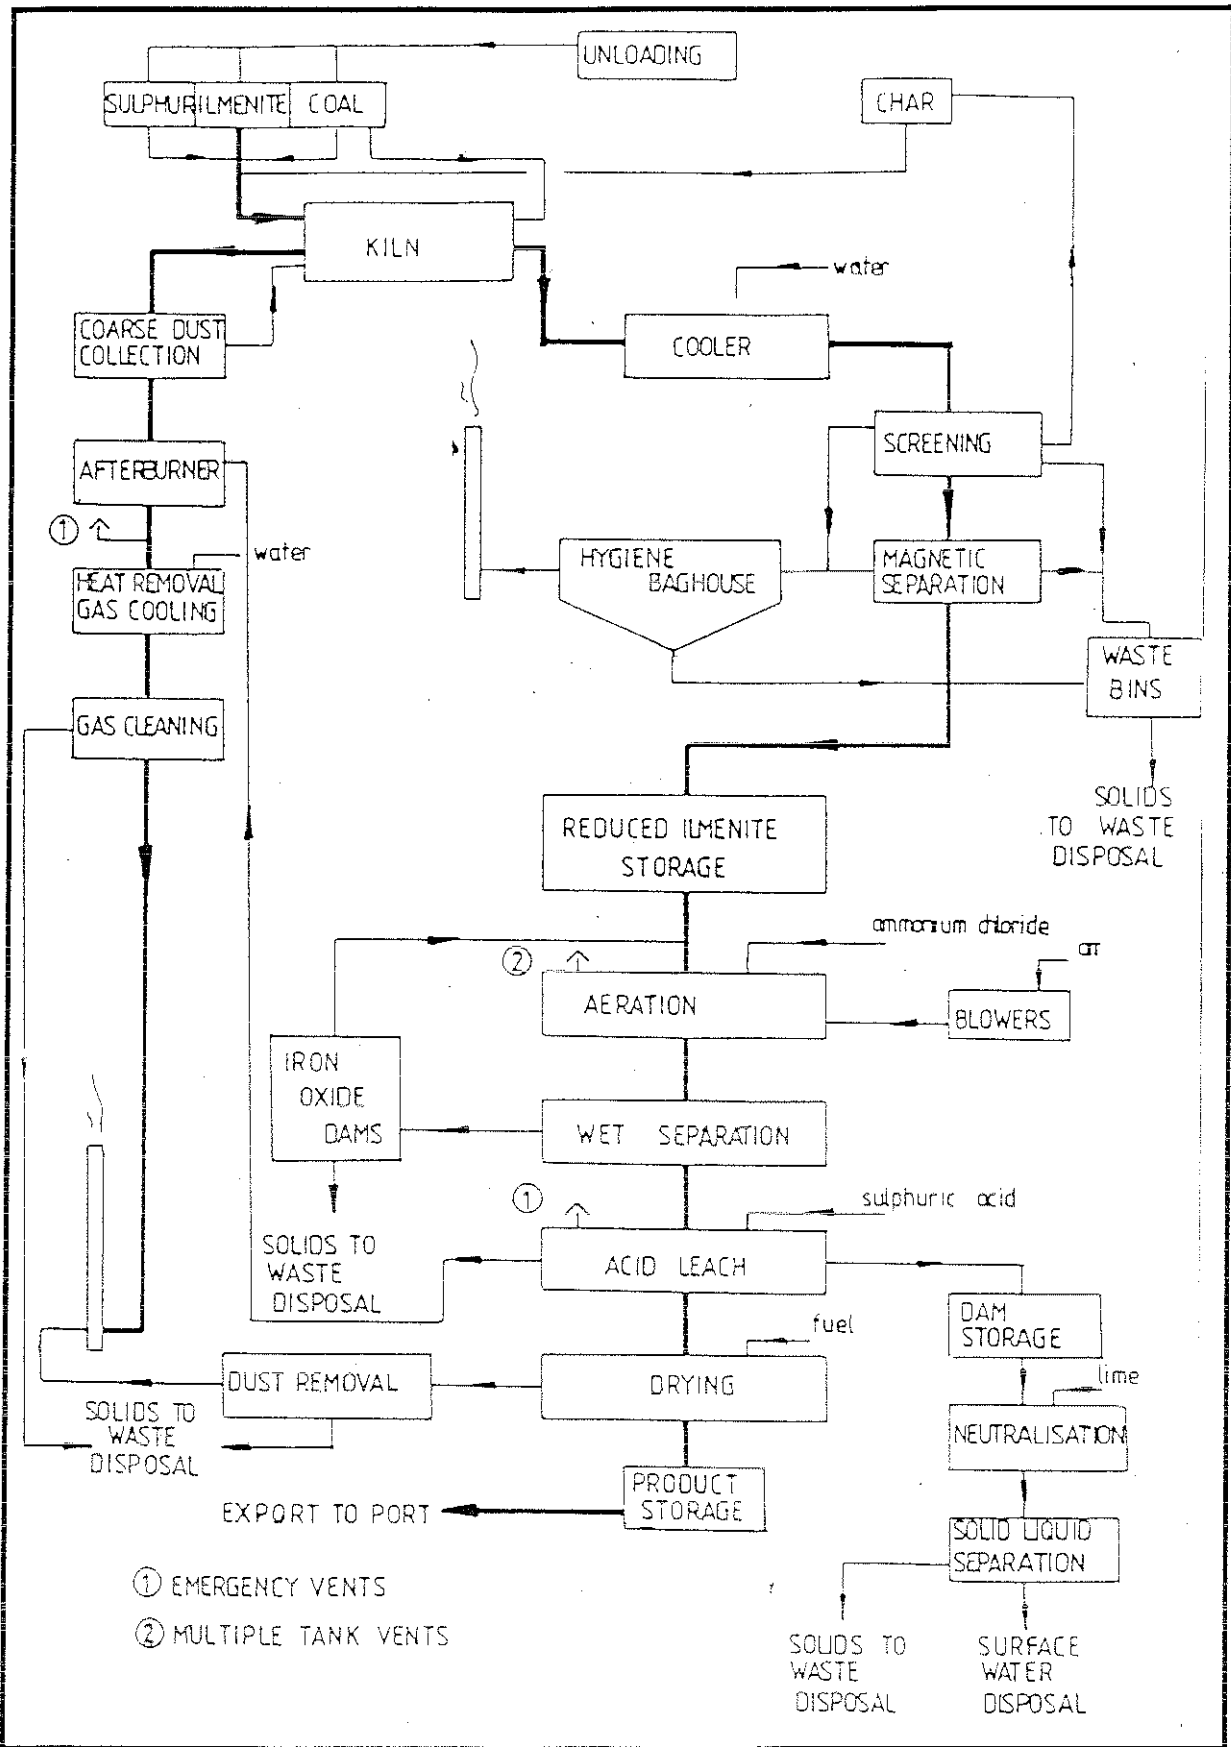 UNLOADING
SULPHUR
ILMENITE
COAL
CHAR
KILN
water
COARSE DUST
COLLECTION
COOLER
SCREENING
AFTERBURNER
①
water
HYGIENE
BAGHOUSE
MAGNETIC
SEPARATION
HEAT REMOVAL
GAS COOLING
WASTE
BINS
GAS CLEANING
SOLIDS
TO WASTE
DISPOSAL
REDUCED ILMENITE
STORAGE
ammonium chloride
②
air
AERATION
BLOWERS
IRON
OXIDE
DAMS
WET SEPARATION
①
sulphuric acid
SOLIDS TO
WASTE
DISPOSAL
ACID LEACH
DAM
STORAGE
fuel
DUST REMOVAL
DRYING
lime
SOLIDS TO
WASTE
DISPOSAL
NEUTRALISATION
PRODUCT
STORAGE
EXPORT TO PORT
SOLID LIQUID
SEPARATION
① EMERGENCY VENTS
② MULTIPLE TANK VENTS
SOLIDS TO
WASTE
DISPOSAL
SURFACE
WATER
DISPOSAL